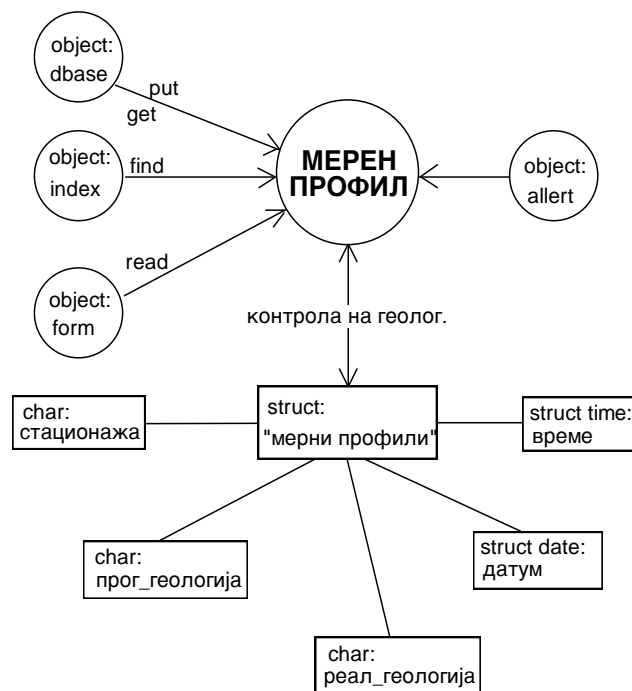 object:
dbase
put
get
object:
index
find
МЕРЕН
ПРОФИЛ
object:
allert
read
object:
form
контрола на геолог.
char:
стационажа
struct:
"мерни профили"
struct time:
време
char:
прог_геологија
struct date:
датум
char:
реал_геологија